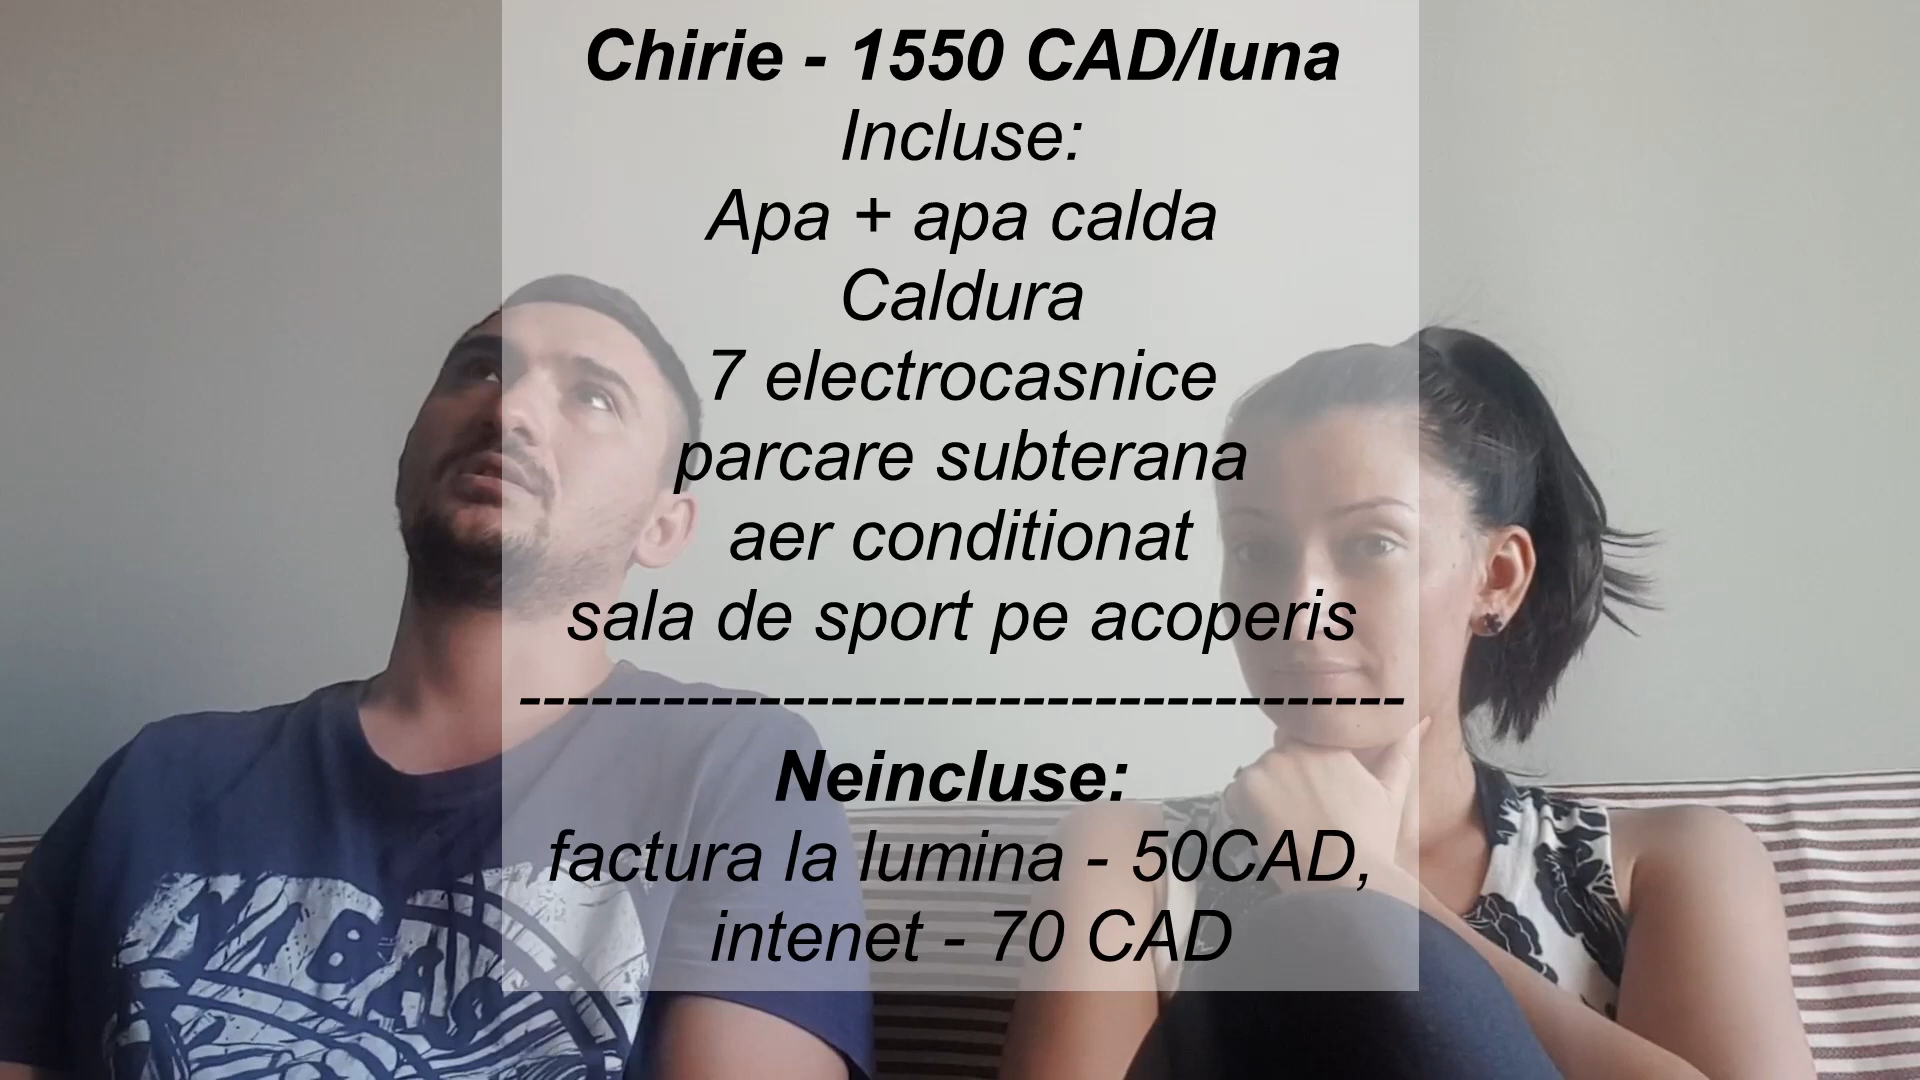 Chirie - 1550 CAD/luna
Incluse:
Apa + apa calda
Caldura
7 electrocasnice
parcare subterana
aer conditionat
sala de sport pe acoperis
-------------------------------------
Neincluse:
factura la lumina - 50CAD,
intenet - 70 CAD